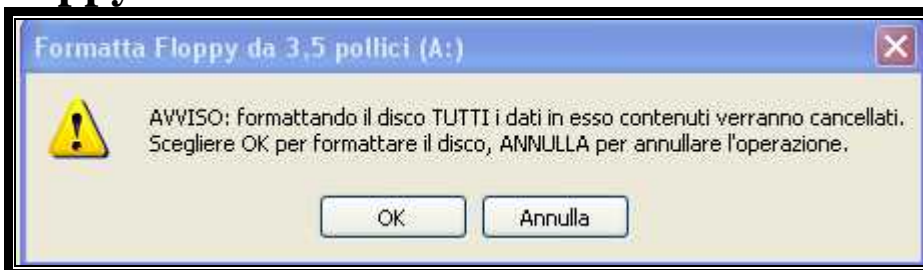 Formatta Floppy da 3,5 pollici (A:)
AVVISO: formattando il disco TUTTI i dati in esso contenuti verranno cancellati.
Scegliere OK per formattare il disco, ANNULLA per annullare l'operazione.
OK Annulla